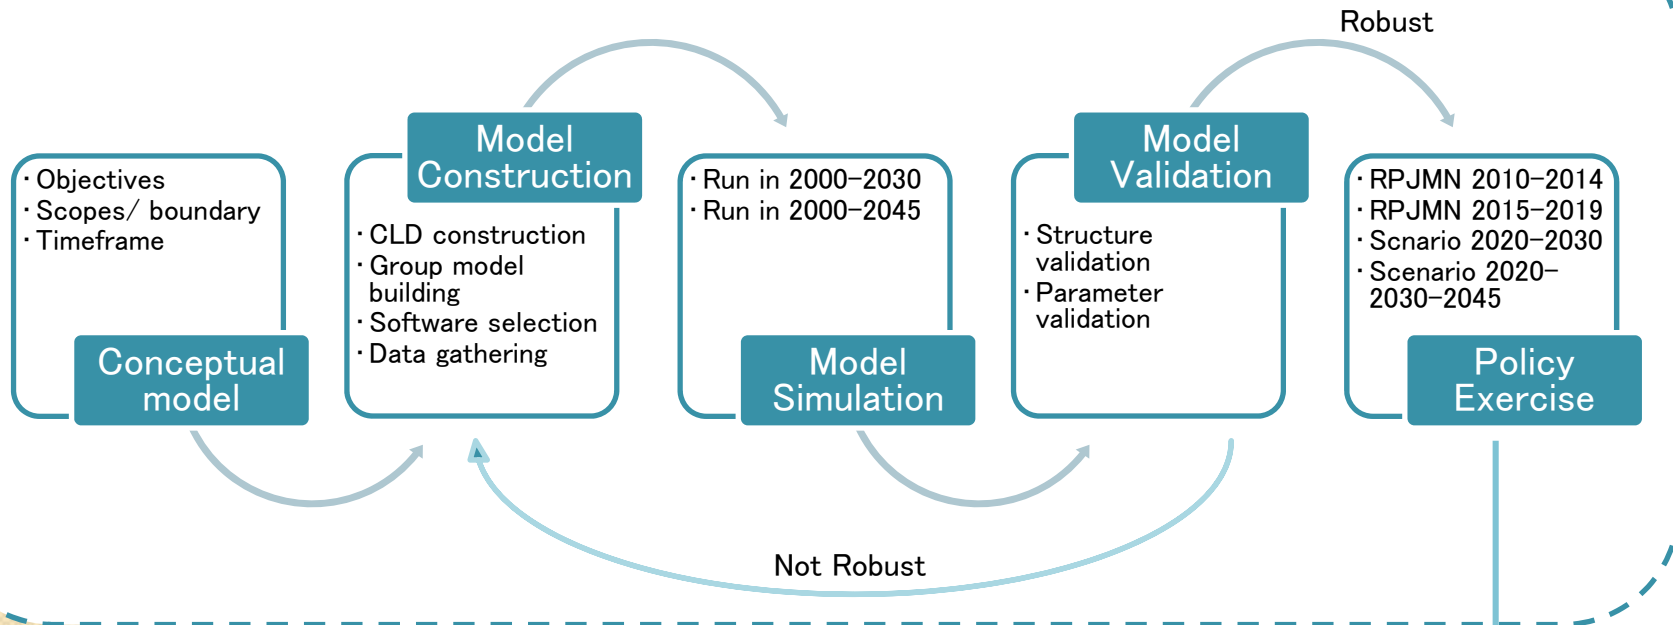 · Objectives
· Scopes/ boundary
· Timeframe
Conceptual
model
Model
Construction
· CLD construction
· Group model
building
· Software selection
· Data gathering
· Run in 2000-2030
· Run in 2000-2045
Model
Simulation
Model
Validation
· Structure
validation
· Parameter
validation
Robust
· RPJMN 2010-2014
· RPJMN 2015-2019
· Scnario 2020-2030
· Scenario 2020-
2030-2045
Policy
Exercise
Not Robust